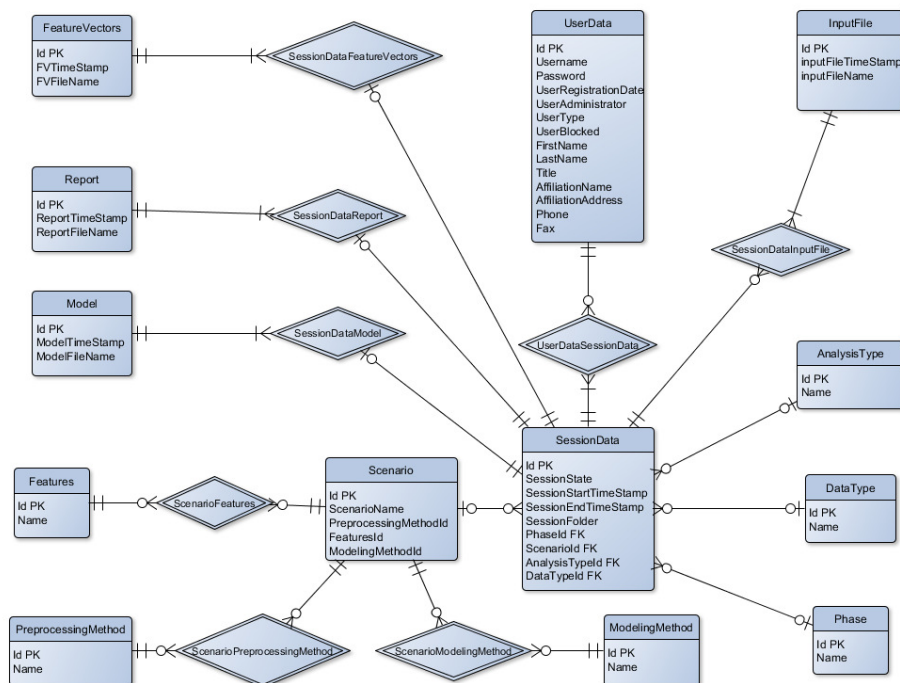 FeatureVectors
Id PK
FVTimeStamp
FVFileName
SessionDataFeatureVectors
UserData
Id PK
Username
Password
UserRegistrationDate
UserAdministrator
UserType
UserBlocked
FirstName
LastName
Title
AffiliationName
AffiliationAddress
Phone
Fax
InputFile
Id PK
inputFileTimeStamp
inputFileName
Report
Id PK
ReportTimeStamp
ReportFileName
SessionDataReport
SessionDataInputFile
Model
Id PK
ModelTimeStamp
ModelFileName
SessionDataModel
UserDataSessionData
AnalysisType
Id PK
Name
SessionData
Id PK
SessionState
SessionStartTimeStamp
SessionEndTimeStamp
SessionFolder
PhaseId FK
ScenarioId FK
AnalysisTypeId FK
DataTypeId FK
Features
Id PK
Name
ScenarioFeatures
Scenario
Id PK
ScenarioName
PreprocessingMethodId
FeaturesId
ModelingMethodId
DataType
Id PK
Name
PreprocessingMethod
Id PK
Name
ScenarioPreprocessingMethod
ScenarioModelingMethod
ModelingMethod
Id PK
Name
Phase
Id PK
Name